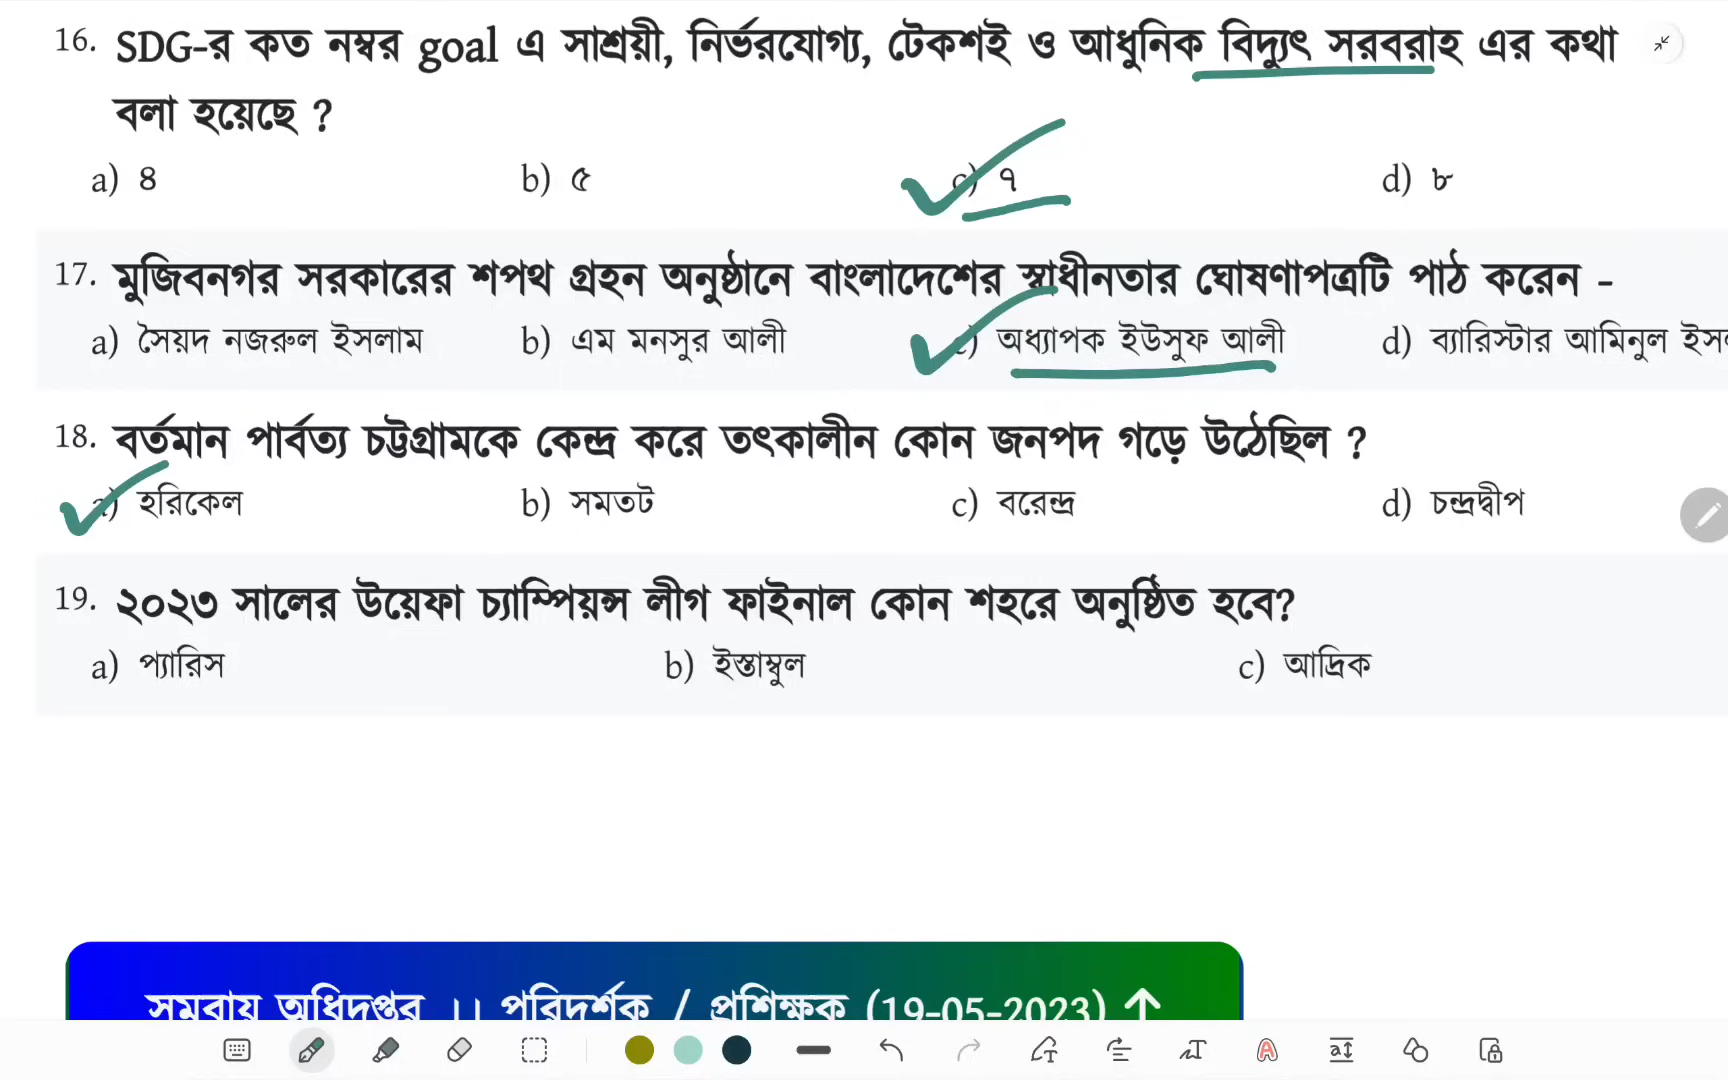 16. SDG-র কত নম্বর goal এ সাশ্রয়ী, নির্ভরযোগ্য, টেকশই ও আধুনিক বিদ্যুৎ সরবরাহ এর কথা
বলা হয়েছে ?
a) ৪ b) ৫ c) ৭ d) ৮
17. মুজিবনগর সরকারের শপথ গ্রহন অনুষ্ঠানে বাংলাদেশের স্বাধীনতার ঘোষণাপত্রটি পাঠ করেন -
a) সৈয়দ নজরুল ইসলাম b) এম মনসুর আলী c) অধ্যাপক ইউসুফ আলী d) ব্যারিস্টার আমিনুল
18. বর্তমান পার্বত্য চট্টগ্রামকে কেন্দ্র করে তৎকালীন কোন জনপদ গড়ে উঠেছিল ?
a) হরিকেল b) সমতট c) বরেন্দ্র d) চন্দ্রদ্বীপ
19. ২০২৩ সালের উয়েফা চ্যাম্পিয়ন্স লীগ ফাইনাল কোন শহরে অনুষ্ঠিত হবে?
a) প্যারিস b) ইস্তাম্বুল c) আদ্রিক
সমবায় অধিদপ্তর ।। পরিদর্শক / প্রশিক্ষক (19-05-2023) ↑